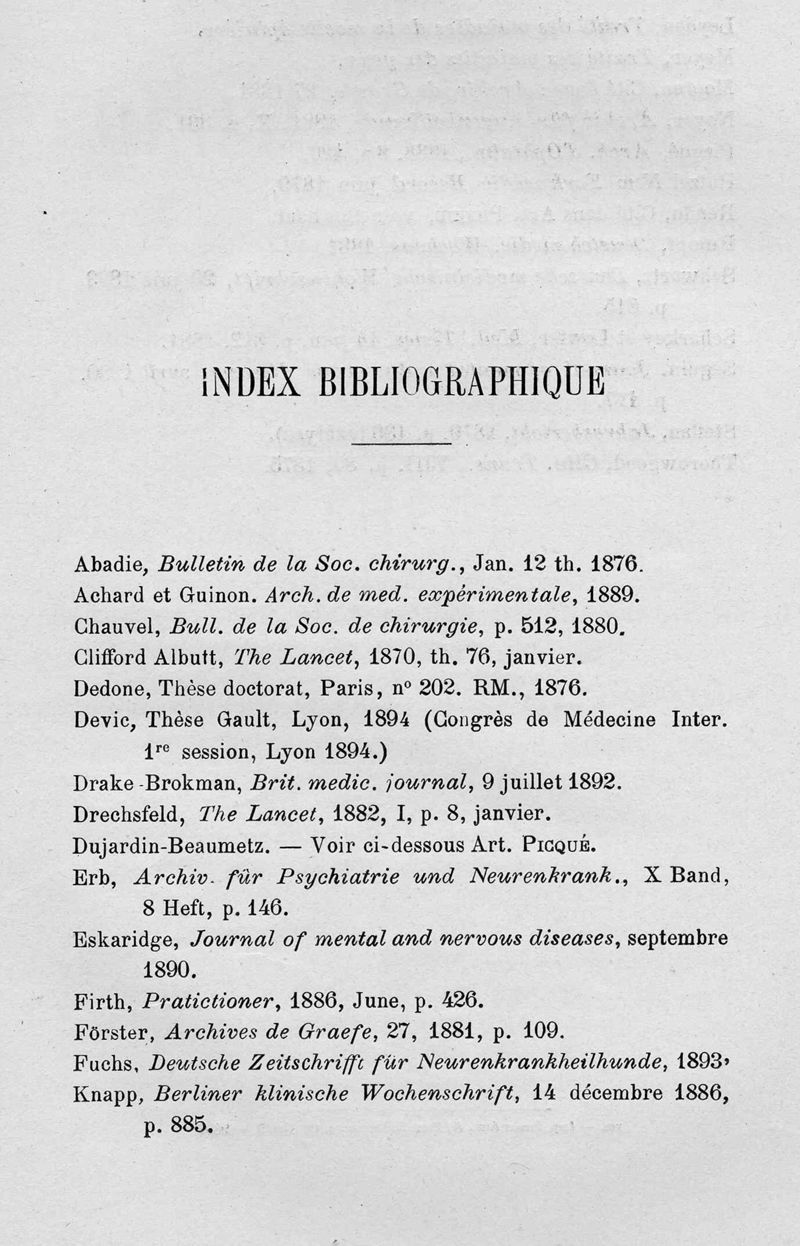 INDEX BIBLIOGRAPHIQUE
Abadie, Bulletin de la Soc. chirurg., Jan. 12 th. 1876.
Achard et Guinon. Arch. de med. expérimentale, 1889.
Chauvel, Bull. de la Soc. de chirurgie, p. 512, 1880.
Clifford Albutt, The Lancet, 1870, th. 76, janvier.
Dedone, Thèse doctorat, Paris, n° 202. RM., 1876.
Devic, Thèse Gault, Lyon, 1894 (Congrès de Médecine Inter.
1re session, Lyon 1894.)
Drake-Brokman, Brit. medic. journal, 9 juillet 1892.
Drechsfeld, The Lancet, 1882, I, p. 8, janvier.
Dujardin-Beaumetz. — Voir ci-dessous Art. PICQUÉ.
Erb, Archiv. für Psychiatrie und Neurenkrank., X Band,
8 Heft, p. 146.
Eskaridge, Journal of mental and nervous diseases, septembre
1890.
Firth, Pratictioner, 1886, June, p. 426.
Förster, Archives de Graefe, 27, 1881, p. 109.
Fuchs, Deutsche Zeitschrifft für Neurenkrankheilhunde, 1893,
Knapp, Berliner klinische Wochenschrift, 14 décembre 1886,
p. 885.